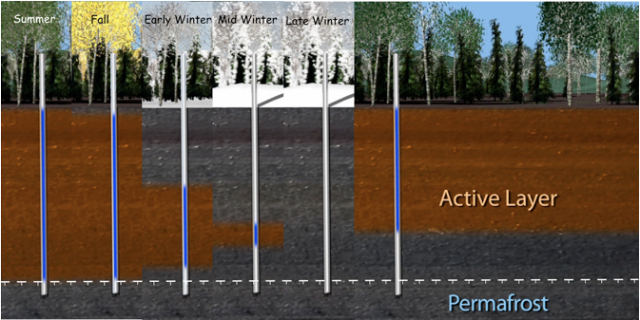 Summer
Fall
Early Winter
Mid Winter
Late Winter
Active Layer
Permafrost